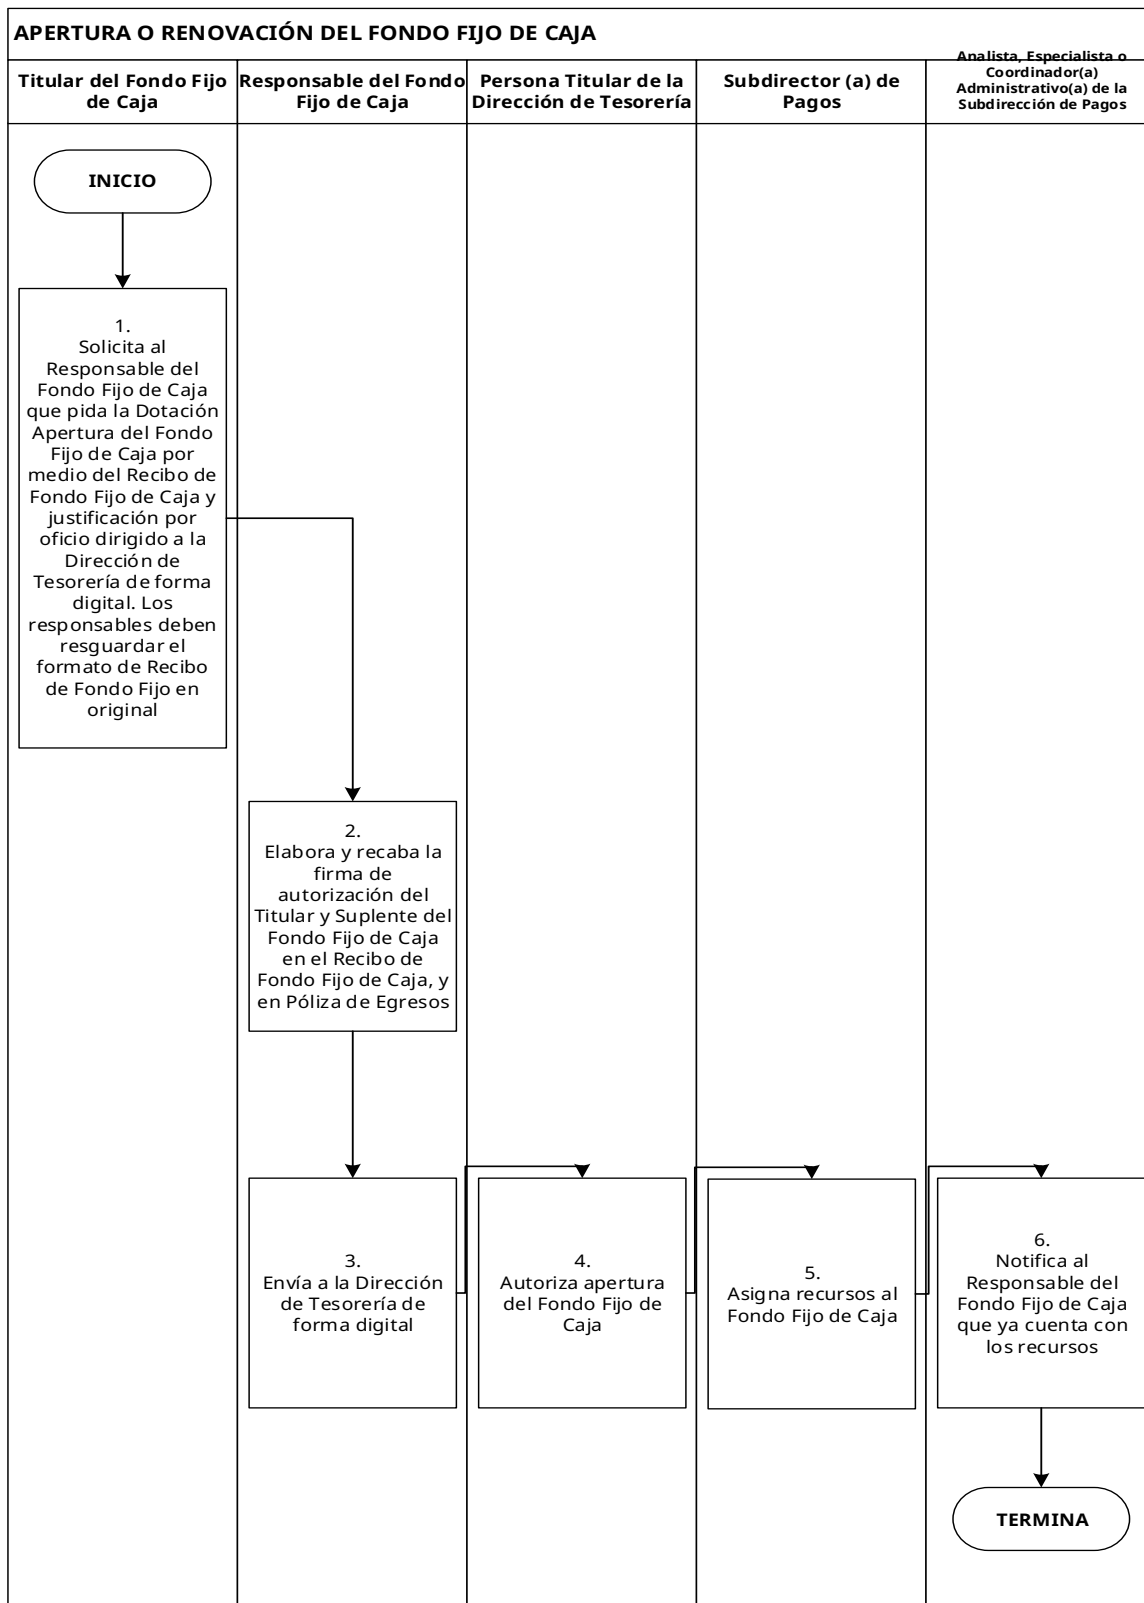 APERTURA O RENOVACIÓN DEL FONDO FIJO DE CAJA
Titular del Fondo Fijo
de Caja
Responsable del Fondo
Fijo de Caja
Persona Titular de la
Dirección de Tesorería
Subdirector (a) de
Pagos
Analista, Especialista o
Coordinador(a)
Administrativo(a) de la
Subdirección de Pagos
INICIO
1.
Solicita al
Responsable del
Fondo Fijo de Caja
que pida la Dotación
Apertura del Fondo
Fijo de Caja por
medio del Recibo de
Fondo Fijo de Caja y
justificación por
oficio dirigido a la
Dirección de
Tesorería de forma
digital. Los
responsables deben
resguardar el
formato de Recibo
de Fondo Fijo en
original
2.
Elabora y recaba la
firma de
autorización del
Titular y Suplente del
Fondo Fijo de Caja
en el Recibo de
Fondo Fijo de Caja, y
en Póliza de Egresos
3.
Envía a la Dirección
de Tesorería de
forma digital
4.
Autoriza apertura
del Fondo Fijo de
Caja
5.
Asigna recursos al
Fondo Fijo de Caja
6.
Notifica al
Responsable del
Fondo Fijo de Caja
que ya cuenta con
los recursos
TERMINA